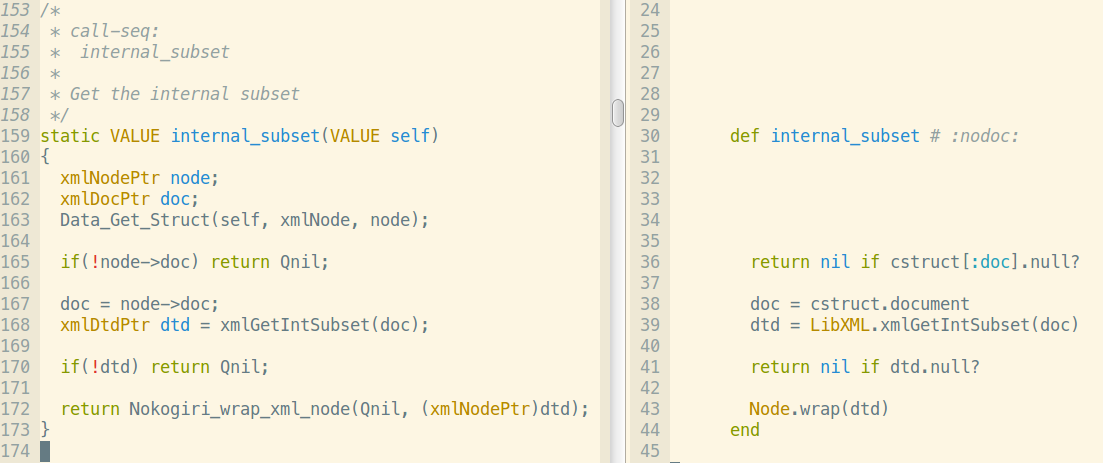 153 /*
154  * call-seq:
155  *  internal_subset
156  *
157  * Get the internal subset
158  */
159 static VALUE internal_subset(VALUE self)
160 {
161   xmlNodePtr node;
162   xmlDocPtr doc;
163   Data_Get_Struct(self, xmlNode, node);
164
165   if(!node->doc) return Qnil;
166
167   doc = node->doc;
168   xmlDtdPtr dtd = xmlGetIntSubset(doc);
169
170   if(!dtd) return Qnil;
171
172   return Nokogiri_wrap_xml_node(Qnil, (xmlNodePtr)dtd);
173 }
174
24
25
26
27
28
29
30       def internal_subset # :nodoc:
31
32
33
34
35
36         return nil if cstruct[:doc].null?
37
38         doc = cstruct.document
39         dtd = LibXML.xmlGetIntSubset(doc)
40
41         return nil if dtd.null?
42
43         Node.wrap(dtd)
44       end
45